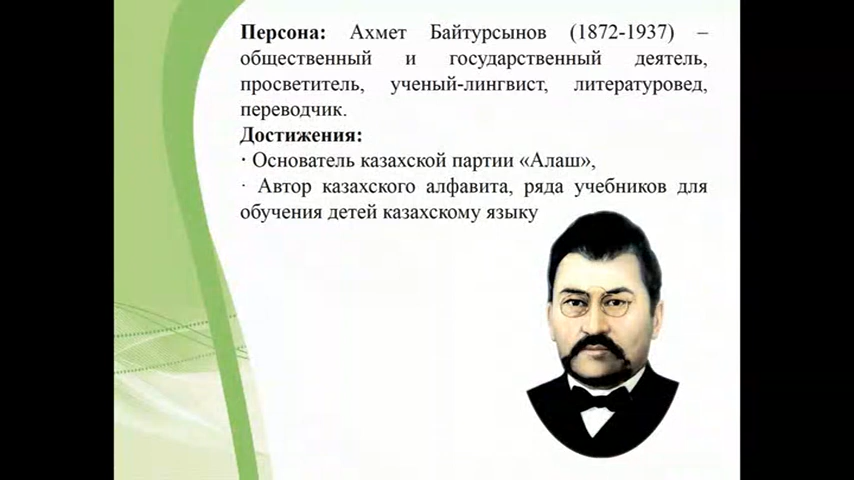 Персона: Ахмет Байтурсынов (1872-1937) –
общественный и государственный деятель,
просветитель, ученый-лингвист, литературовед,
переводчик.
Достижения:
· Основатель казахской партии «Алаш»,
· Автор казахского алфавита, ряда учебников для
обучения детей казахскому языку